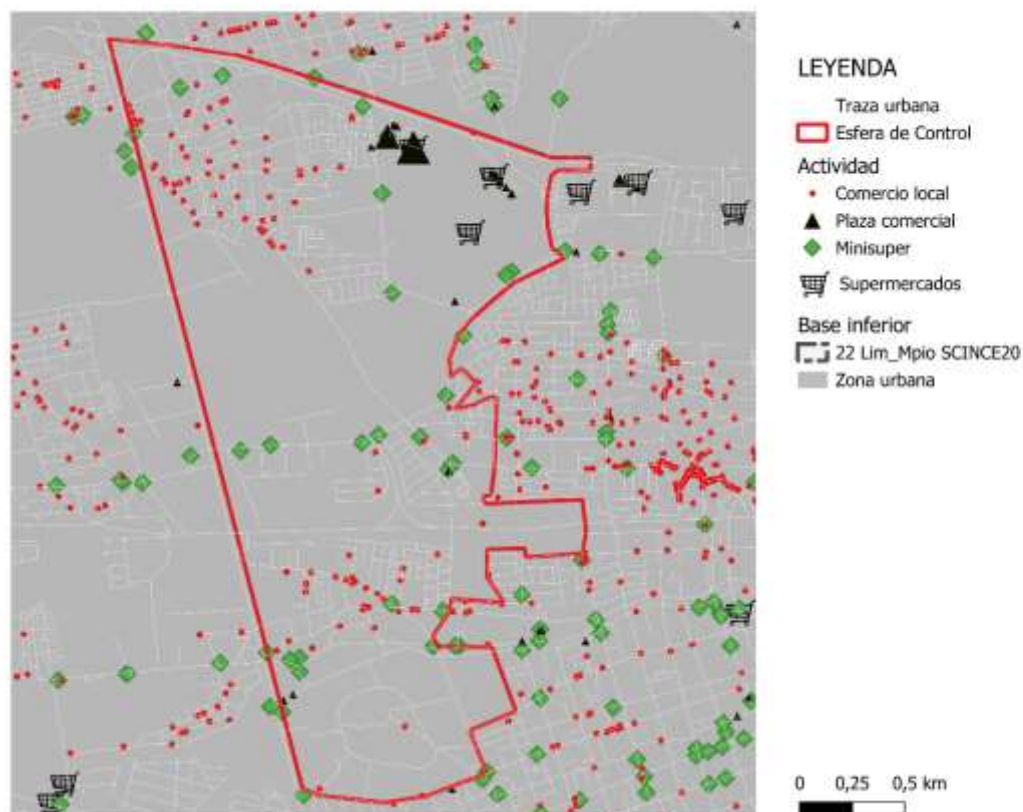 LEYENDA
Traza urbana
Esfera de Control
Actividad
Comercio local
Plaza comercial
Minisuper
Supermercados
Base inferior
22 Lim_Mpio SCINCE20
Zona urbana
0 0,25 0,5 km